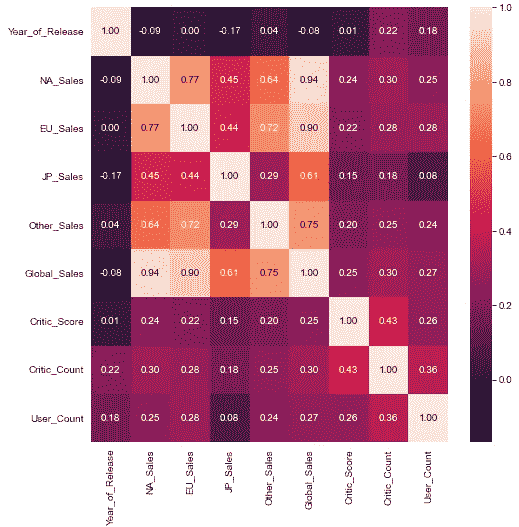 Year_of_Release 1.00 -0.09 0.00 -0.17 0.04 -0.08 0.01 0.22 0.18
NA_Sales -0.09 1.00 0.77 0.45 0.64 0.94 0.24 0.30 0.25
EU_Sales 0.00 0.77 1.00 0.44 0.72 0.90 0.22 0.28 0.28
JP_Sales -0.17 0.45 0.44 1.00 0.29 0.61 0.15 0.18 0.08
Other_Sales 0.04 0.64 0.72 0.29 1.00 0.75 0.20 0.25 0.24
Global_Sales -0.08 0.94 0.90 0.61 0.75 1.00 0.25 0.30 0.27
Critic_Score 0.01 0.24 0.22 0.15 0.20 0.25 1.00 0.43 0.26
Critic_Count 0.22 0.30 0.28 0.18 0.25 0.30 0.43 1.00 0.36
User_Count 0.18 0.25 0.28 0.08 0.24 0.27 0.26 0.36 1.00
Year_of_Release NA_Sales EU_Sales JP_Sales Other_Sales Global_Sales Critic_Score Critic_Count User_Count
1.0
0.8
0.6
0.4
0.2
0.0